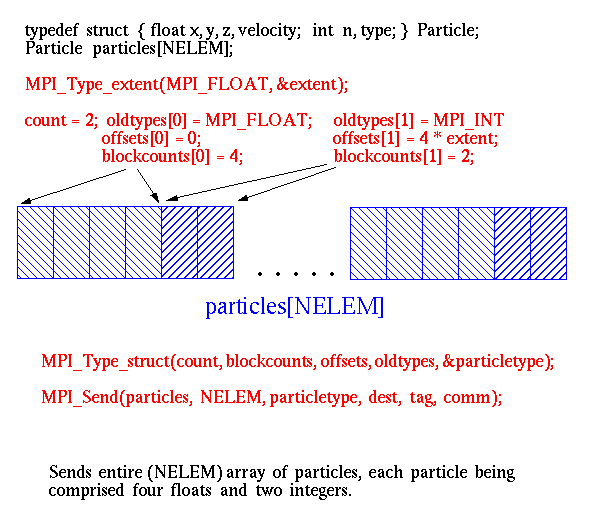 typedef struct { float x, y, z, velocity; int n, type; } Particle;
Particle particles[NELEM];
MPI_Type_extent(MPI_FLOAT, &extent);
count = 2; oldtypes[0] = MPI_FLOAT; oldtypes[1] = MPI_INT
offsets[0] = 0; offsets[1] = 4 * extent;
blockcounts[0] = 4; blockcounts[1] = 2;
. . . . .
particles[NELEM]
MPI_Type_struct(count, blockcounts, offsets, oldtypes, &particletype);
MPI_Send(particles, NELEM, particletype, dest, tag, comm);
Sends entire (NELEM) array of particles, each particle being
comprised four floats and two integers.